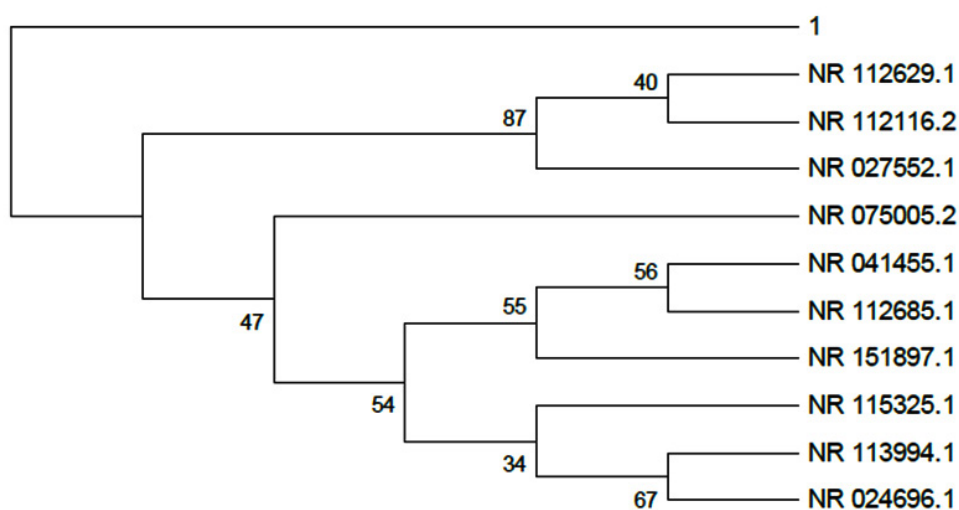 1
NR 112629.1
40
NR 112116.2
87
NR 027552.1
NR 075005.2
NR 041455.1
56
NR 112685.1
55
47
NR 151897.1
54
NR 115325.1
NR 113994.1
34
67
NR 024696.1